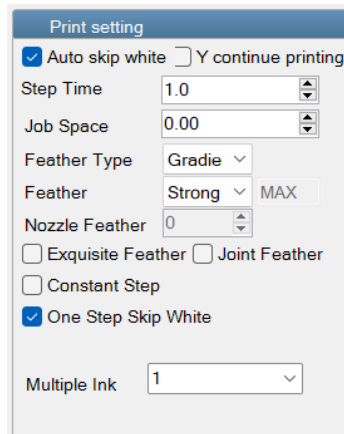 Print setting
Auto skip white Y continue printing
Step Time 1.0
Job Space 0.00
Feather Type Gradie
Feather Strong MAX
Nozzle Feather 0
Exquisite Feather Joint Feather
Constant Step
One Step Skip White
Multiple Ink 1